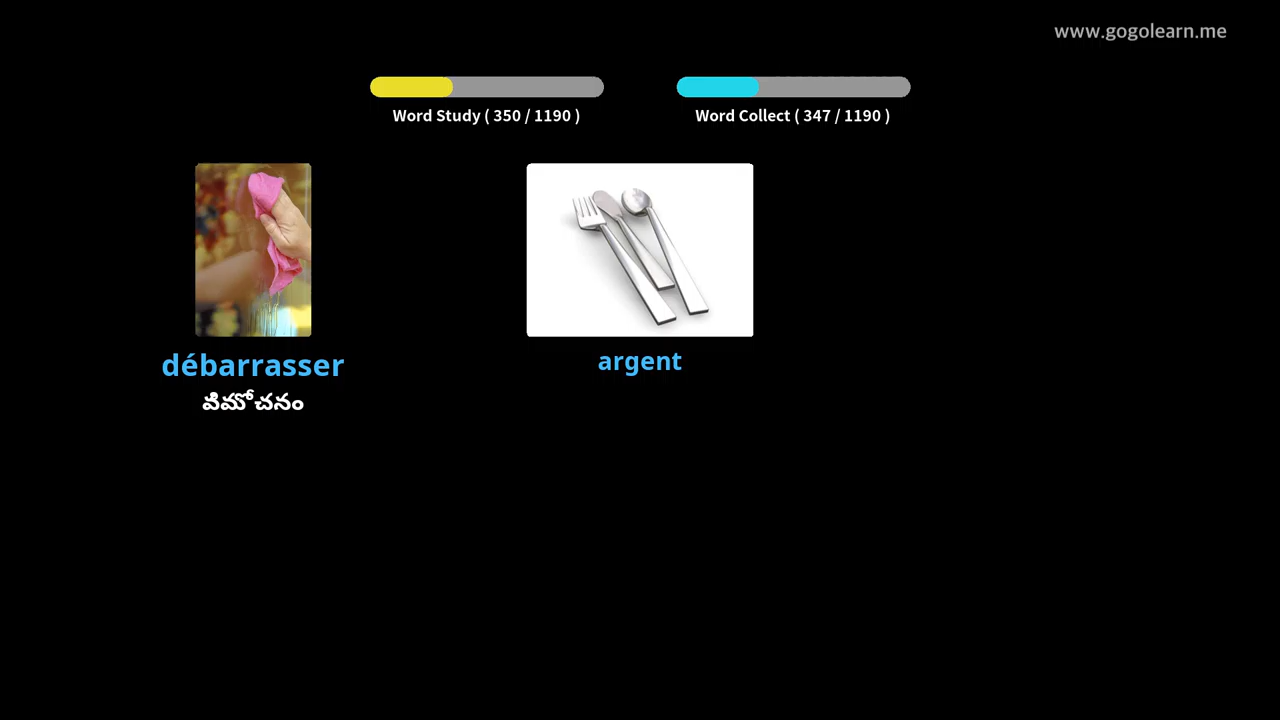 www.gogolearn.me
Word Study ( 350 / 1190 )
Word Collect ( 347 / 1190 )
débarrasser
విమోచనం
argent